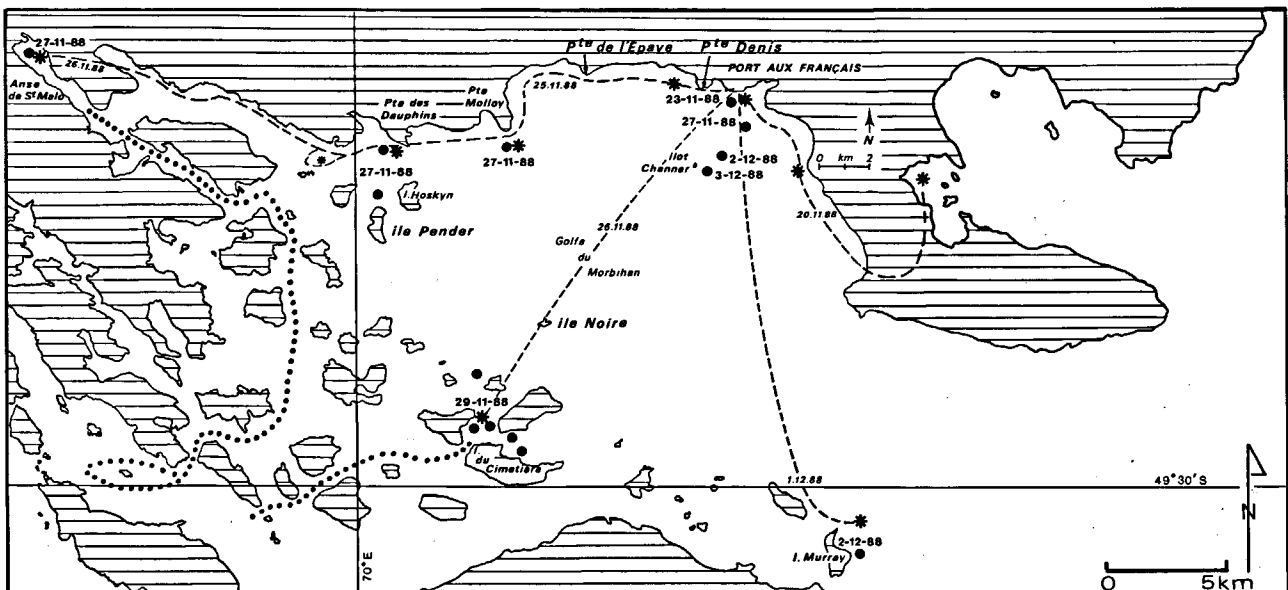 27-11-88
26.11.88
Anse
de St Malo
Pte de l'Épave
Pte Denis
PORT AUX FRANÇAIS
Pte
Molloy
25.11.88
Pte des
Dauphins
23-11-88
27-11-88
27-11-88
27-11-88
2-12-88
3-12-88
Ilot
Channer
N
0 km 2
I.Hoskyn
ile Pender
20.11.88
26.11.88
Golfe
du
Morbihan
ile Noire
29-11-88
I.
du
Cimetière
1.12.88
49°30'S
2-12-88
I. Murray
70°E
N
0 5km